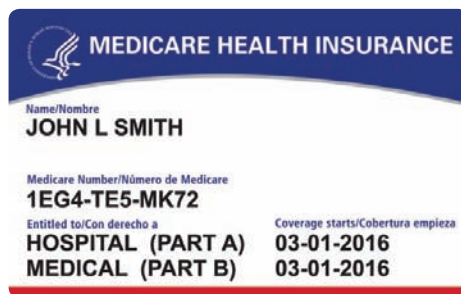 MEDICARE HEALTH INSURANCE
Name/Nombre
JOHN L SMITH
Medicare Number/Número de Medicare
1EG4-TE5-MK72
Entitled to/Con derecho a
Coverage starts/Cobertura empieza
HOSPITAL (PART A) 03-01-2016
MEDICAL (PART B) 03-01-2016